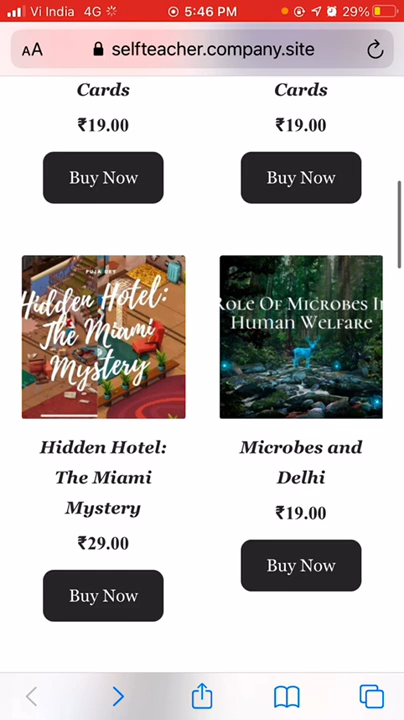 Vi India 4G 5:46 PM 29%
AA selfteacher.company.site
Cards Cards
₹19.00 ₹19.00
Buy Now Buy Now
PUJA DEY
Hidden Hotel:
The Miami
Mystery
Role Of Microbes In
Human Welfare
Hidden Hotel:
The Miami
Mystery
₹29.00
Buy Now
Microbes and
Delhi
₹19.00
Buy Now